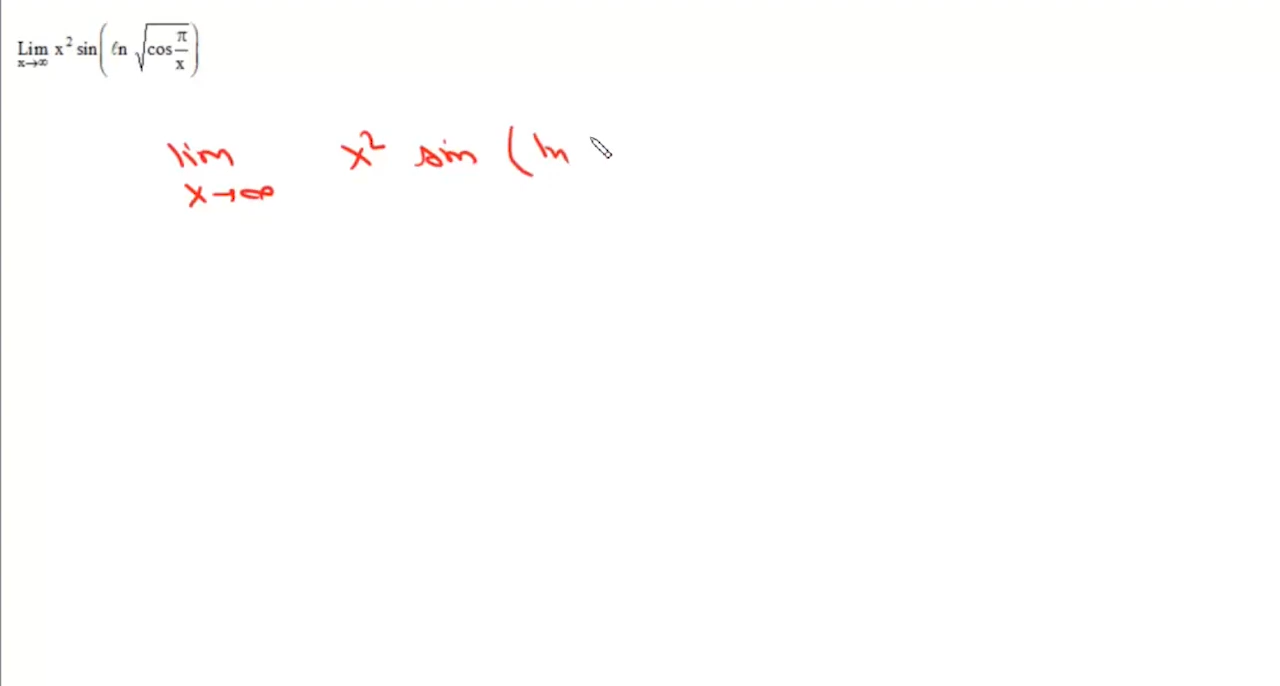 Lim x→∞ x² sin( ℓn √cos π/x )
lim x→∞ x² sin (ln